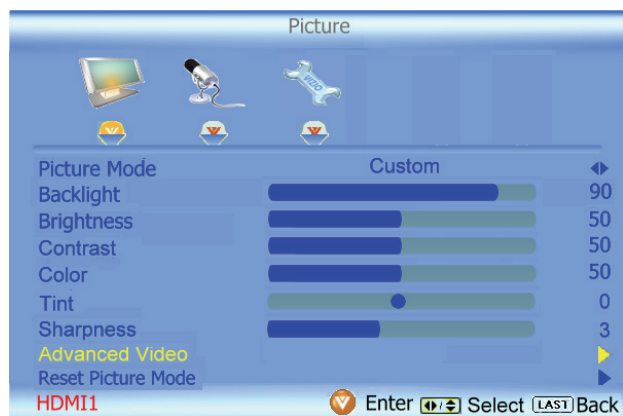 Picture
VIZIO
Picture Mode Custom
Backlight 90
Brightness 50
Contrast 50
Color 50
Tint 0
Sharpness 3
Advanced Video
Reset Picture Mode
HDMI1 V Enter Select LAST Back